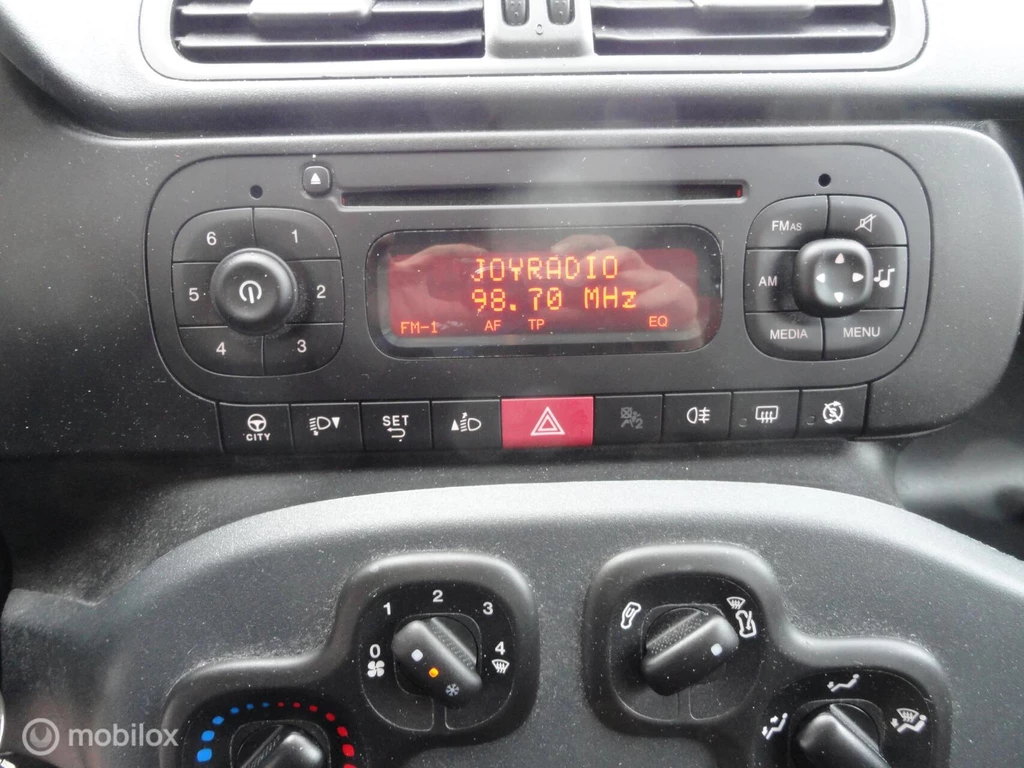 0
6 1
5 2
4 3
JOYRADIO
98.70 MHz
FM-1 AF TP EQ
FMAS
AM
MEDIA MENU
CITY
SET
2
1 2 3
0 4
mobilox